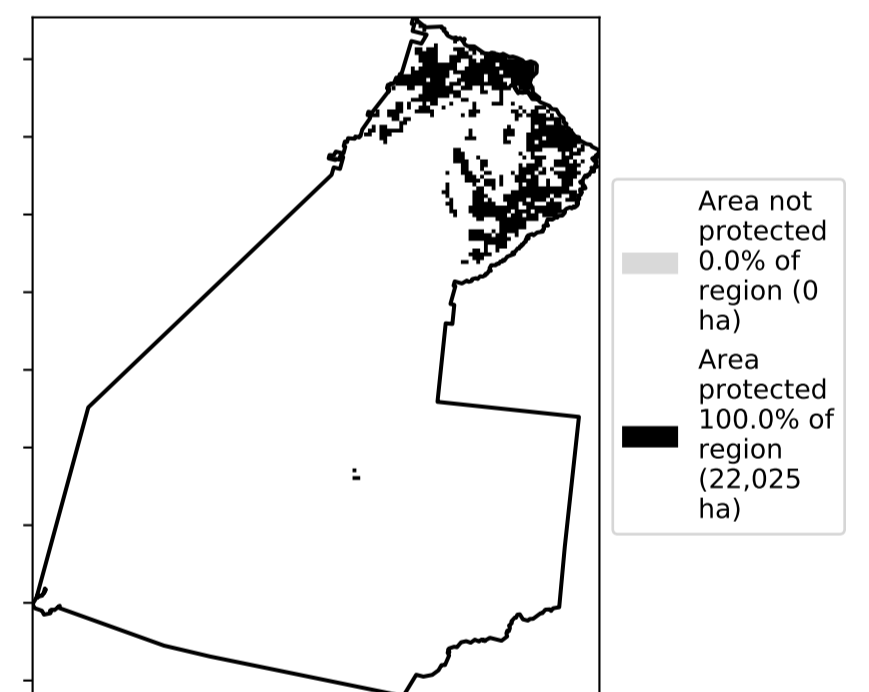 Area not
protected
0.0% of
region (0
ha)
Area
protected
100.0% of
region
(22,025
ha)